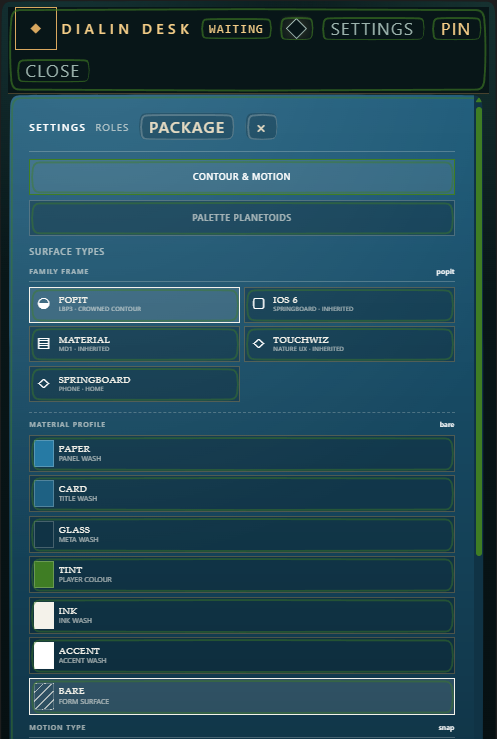 DIALIN DESK WAITING SETTINGS PIN
CLOSE
SETTINGS ROLES PACKAGE ×
CONTOUR & MOTION
PALETTE PLANETOIDS
SURFACE TYPES
FAMILY FRAME popit
POPIT
LBP3 · CROWNED CONTOUR
IOS 6
SPRINGBOARD · INHERITED
MATERIAL
MD1 · INHERITED
TOUCHWIZ
NATURE UX · INHERITED
SPRINGBOARD
PHONE · HOME
MATERIAL PROFILE bare
PAPER
PANEL WASH
CARD
TITLE WASH
GLASS
META WASH
TINT
PLAYER COLOUR
INK
INK WASH
ACCENT
ACCENT WASH
BARE
FORM SURFACE
MOTION TYPE snap